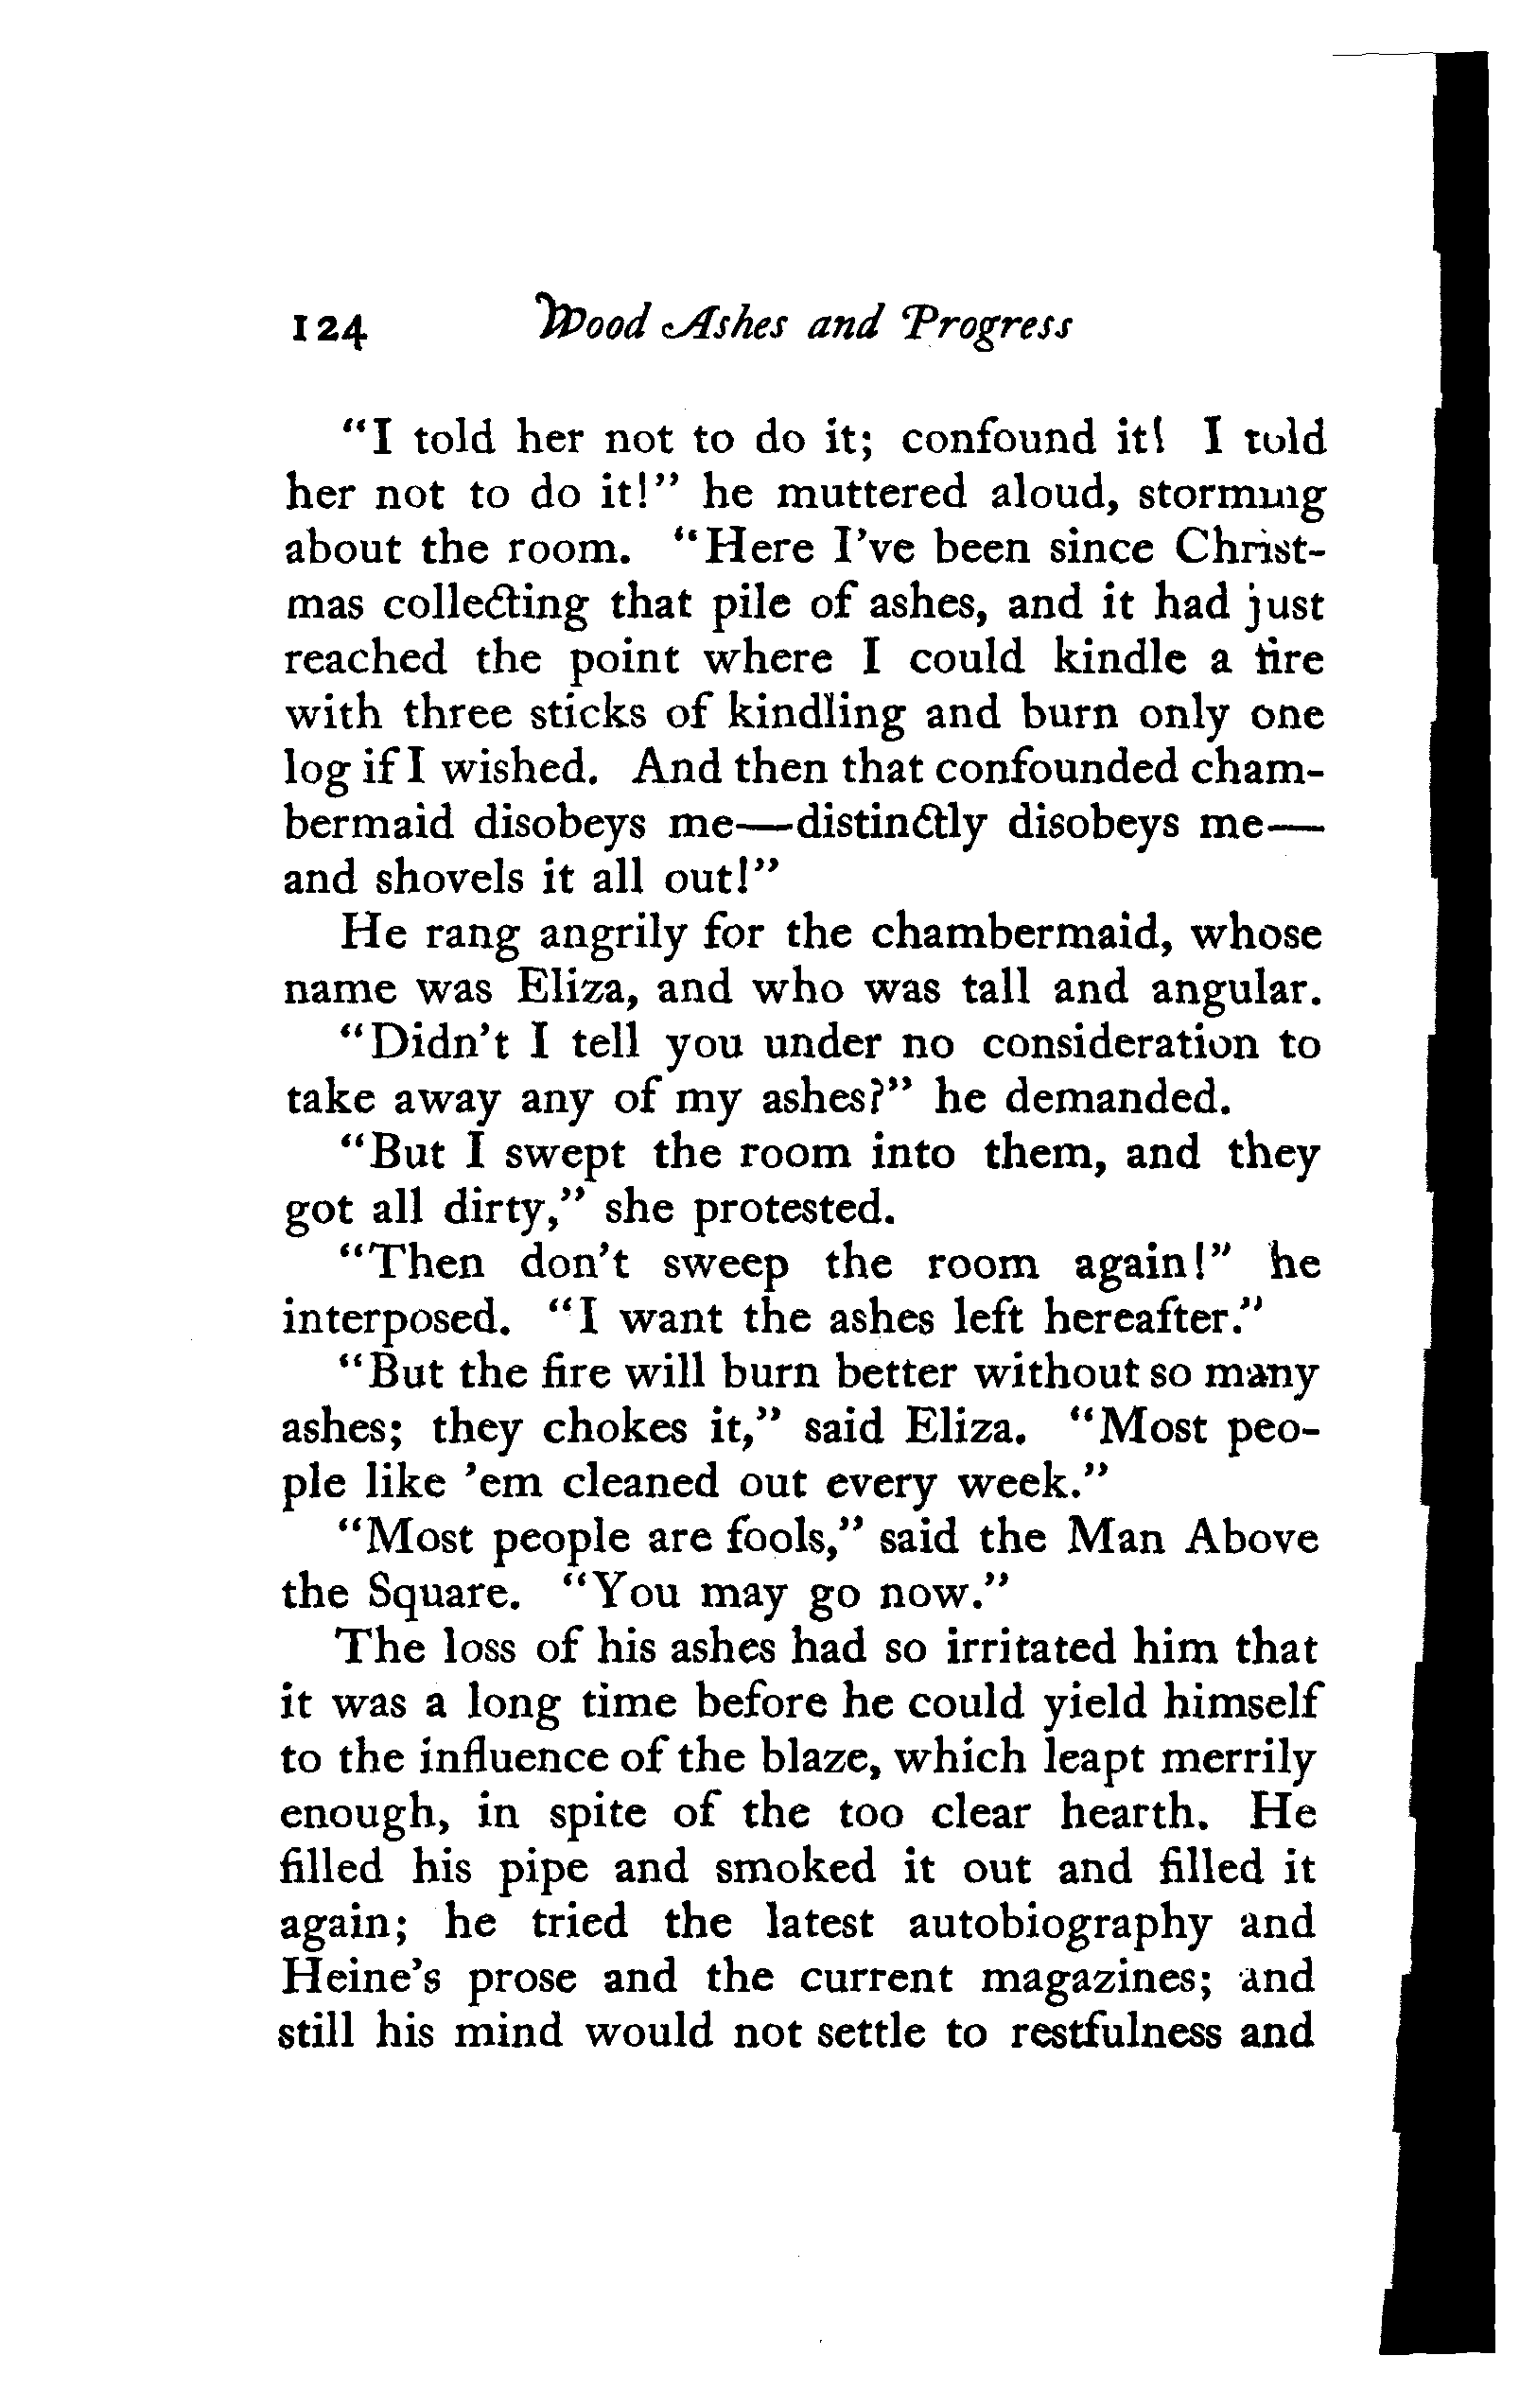 124 Wood Ashes and Progress
"I told her not to do it; confound it! I told
her not to do it!" he muttered aloud, storming
about the room. "Here I've been since Christ-
mas collecting that pile of ashes, and it had just
reached the point where I could kindle a fire
with three sticks of kindling and burn only one
log if I wished. And then that confounded cham-
bermaid disobeys me—distinctly disobeys me—
and shovels it all out!"
He rang angrily for the chambermaid, whose
name was Eliza, and who was tall and angular.
"Didn't I tell you under no consideration to
take away any of my ashes?" he demanded.
"But I swept the room into them, and they
got all dirty," she protested.
"Then don't sweep the room again!" he
interposed. "I want the ashes left hereafter."
"But the fire will burn better without so many
ashes; they chokes it," said Eliza. "Most peo-
ple like 'em cleaned out every week."
"Most people are fools," said the Man Above
the Square. "You may go now."
The loss of his ashes had so irritated him that
it was a long time before he could yield himself
to the influence of the blaze, which leapt merrily
enough, in spite of the too clear hearth. He
filled his pipe and smoked it out and filled it
again; he tried the latest autobiography and
Heine's prose and the current magazines; and
still his mind would not settle to restfulness and